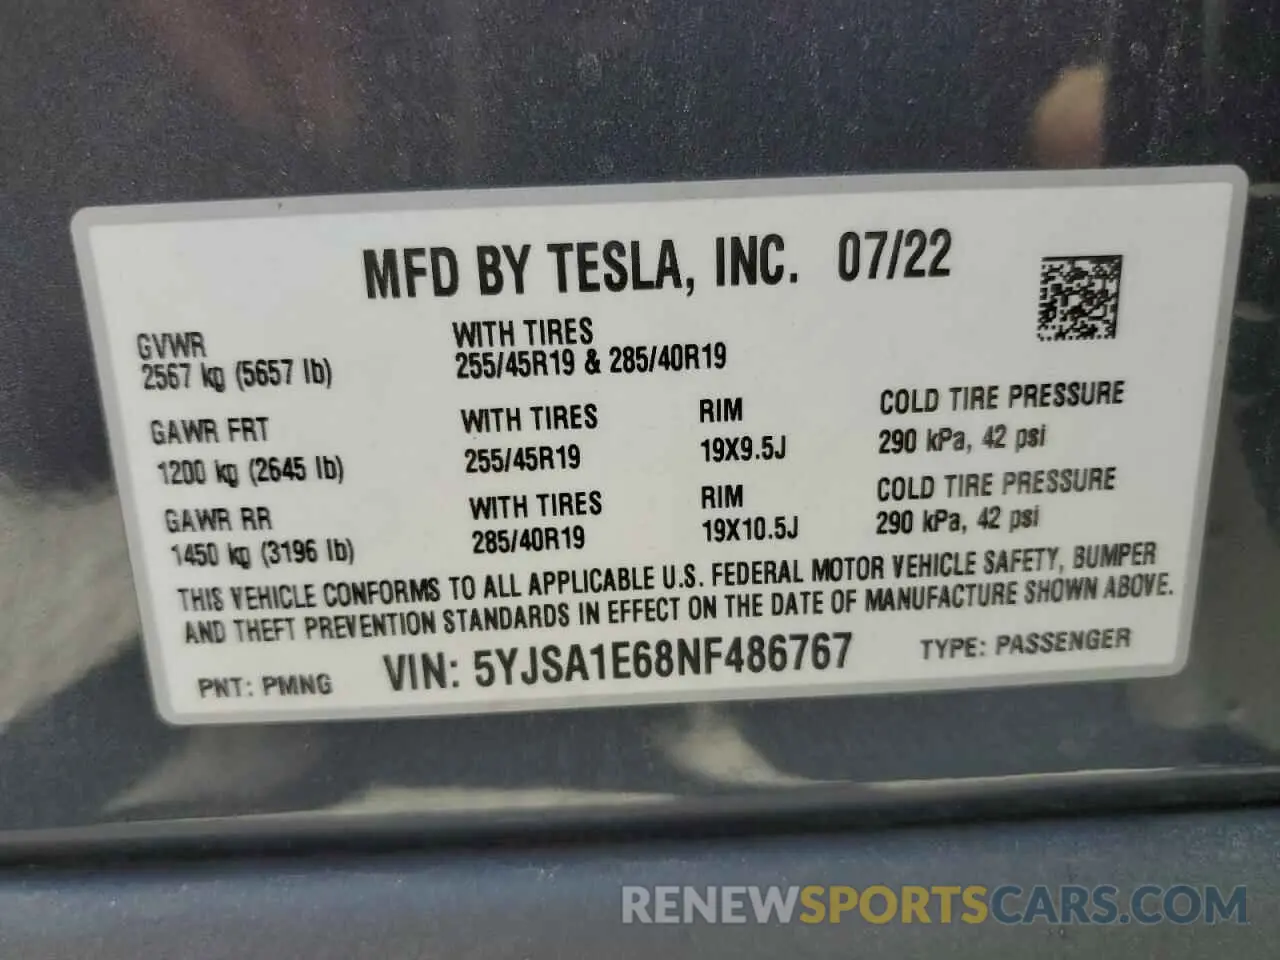 MFD BY TESLA, INC. 07/22
GVWR
2567 kg (5657 lb)
WITH TIRES
255/45R19 & 285/40R19
GAWR FRT
1200 kg (2645 lb)
WITH TIRES
255/45R19
RIM
19X9.5J
COLD TIRE PRESSURE
290 kPa, 42 psi
GAWR RR
1450 kg (3196 lb)
WITH TIRES
285/40R19
RIM
19X10.5J
COLD TIRE PRESSURE
290 kPa, 42 psi
THIS VEHICLE CONFORMS TO ALL APPLICABLE U.S. FEDERAL MOTOR VEHICLE SAFETY, BUMPER
AND THEFT PREVENTION STANDARDS IN EFFECT ON THE DATE OF MANUFACTURE SHOWN ABOVE.
PNT: PMNG VIN: 5YJSA1E68NF486767 TYPE: PASSENGER
RENEWSPORTSCARS.COM